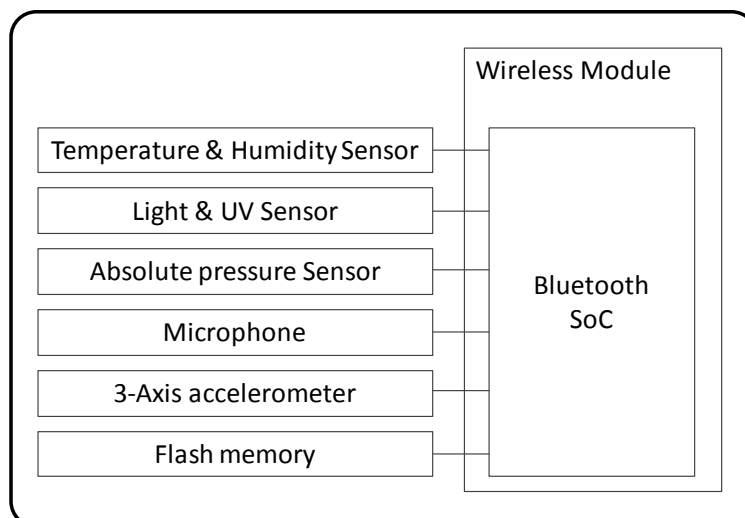 Wireless Module
Temperature & Humidity Sensor
Light & UV Sensor
Absolute pressure Sensor
Microphone
3-Axis accelerometer
Flash memory
Bluetooth
SoC